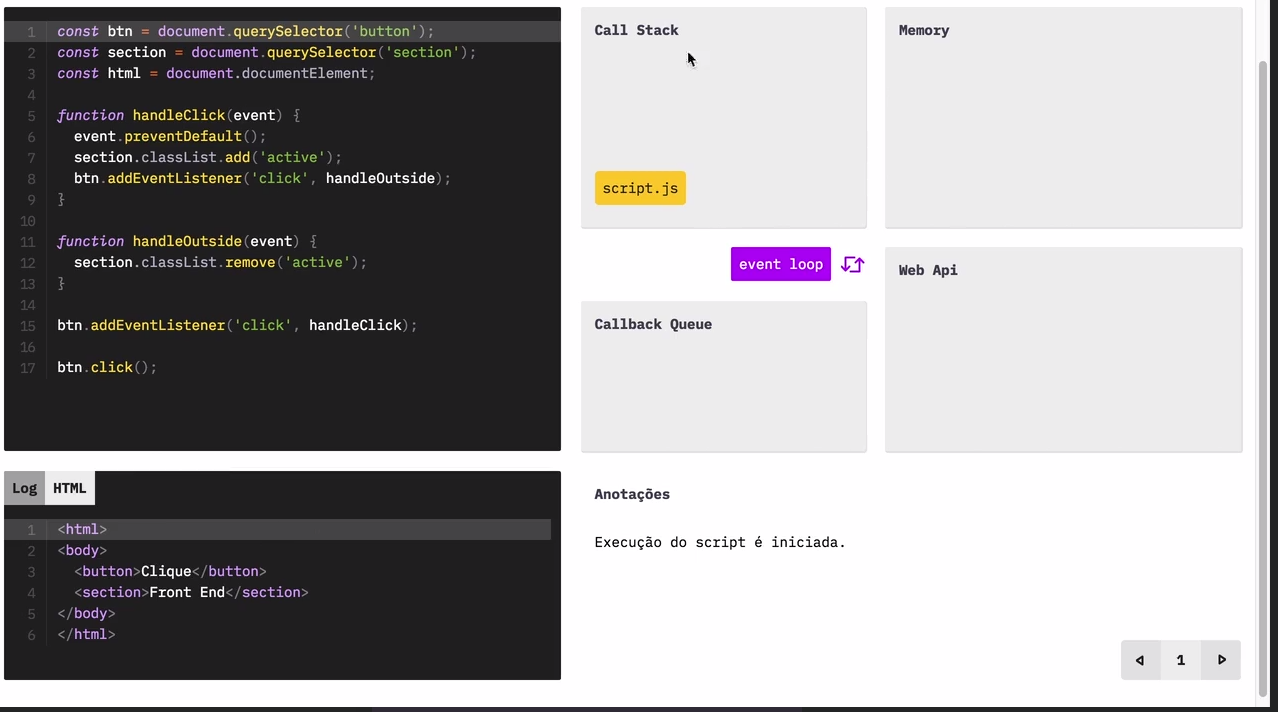 1 const btn = document.querySelector('button');
2 const section = document.querySelector('section');
3 const html = document.documentElement;
4
5 function handleClick(event) {
6 event.preventDefault();
7 section.classList.add('active');
8 btn.addEventListener('click', handleOutside);
9 }
10
11 function handleOutside(event) {
12 section.classList.remove('active');
13 }
14
15 btn.addEventListener('click', handleClick);
16
17 btn.click();
Log HTML
1 <html>
2 <body>
3 <button>Clique</button>
4 <section>Front End</section>
5 </body>
6 </html>
Call Stack
script.js
Memory
event loop
Callback Queue
Web Api
Anotações
Execução do script é iniciada.
1